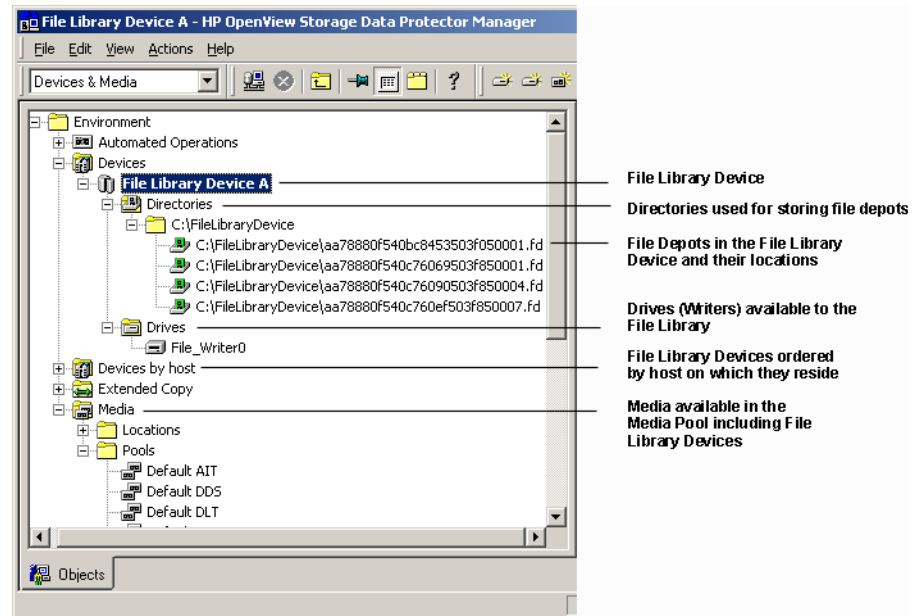 File Library Device A - HP OpenView Storage Data Protector Manager
File Edit View Actions Help
Devices & Media
Environment
Automated Operations
Devices
File Library Device A
File Library Device
Directories
Directories used for storing file depots
C:\FileLibraryDevice
C:\FileLibraryDevice\aa78880f540bc8453503f050001.fd
File Depots in the File Library
Device and their locations
C:\FileLibraryDevice\aa78880f540c76069503f850001.fd
C:\FileLibraryDevice\aa78880f540c76090503f850004.fd
C:\FileLibraryDevice\aa78880f540c760ef503f850007.fd
Drives (Writers) available to the
File Library
Drives
File_Writer0
File Library Devices ordered
by host on which they reside
Devices by host
Extended Copy
Media
Media available in the
Media Pool including File
Library Devices
Locations
Pools
Default AIT
Default DDS
Default DLT
Objects